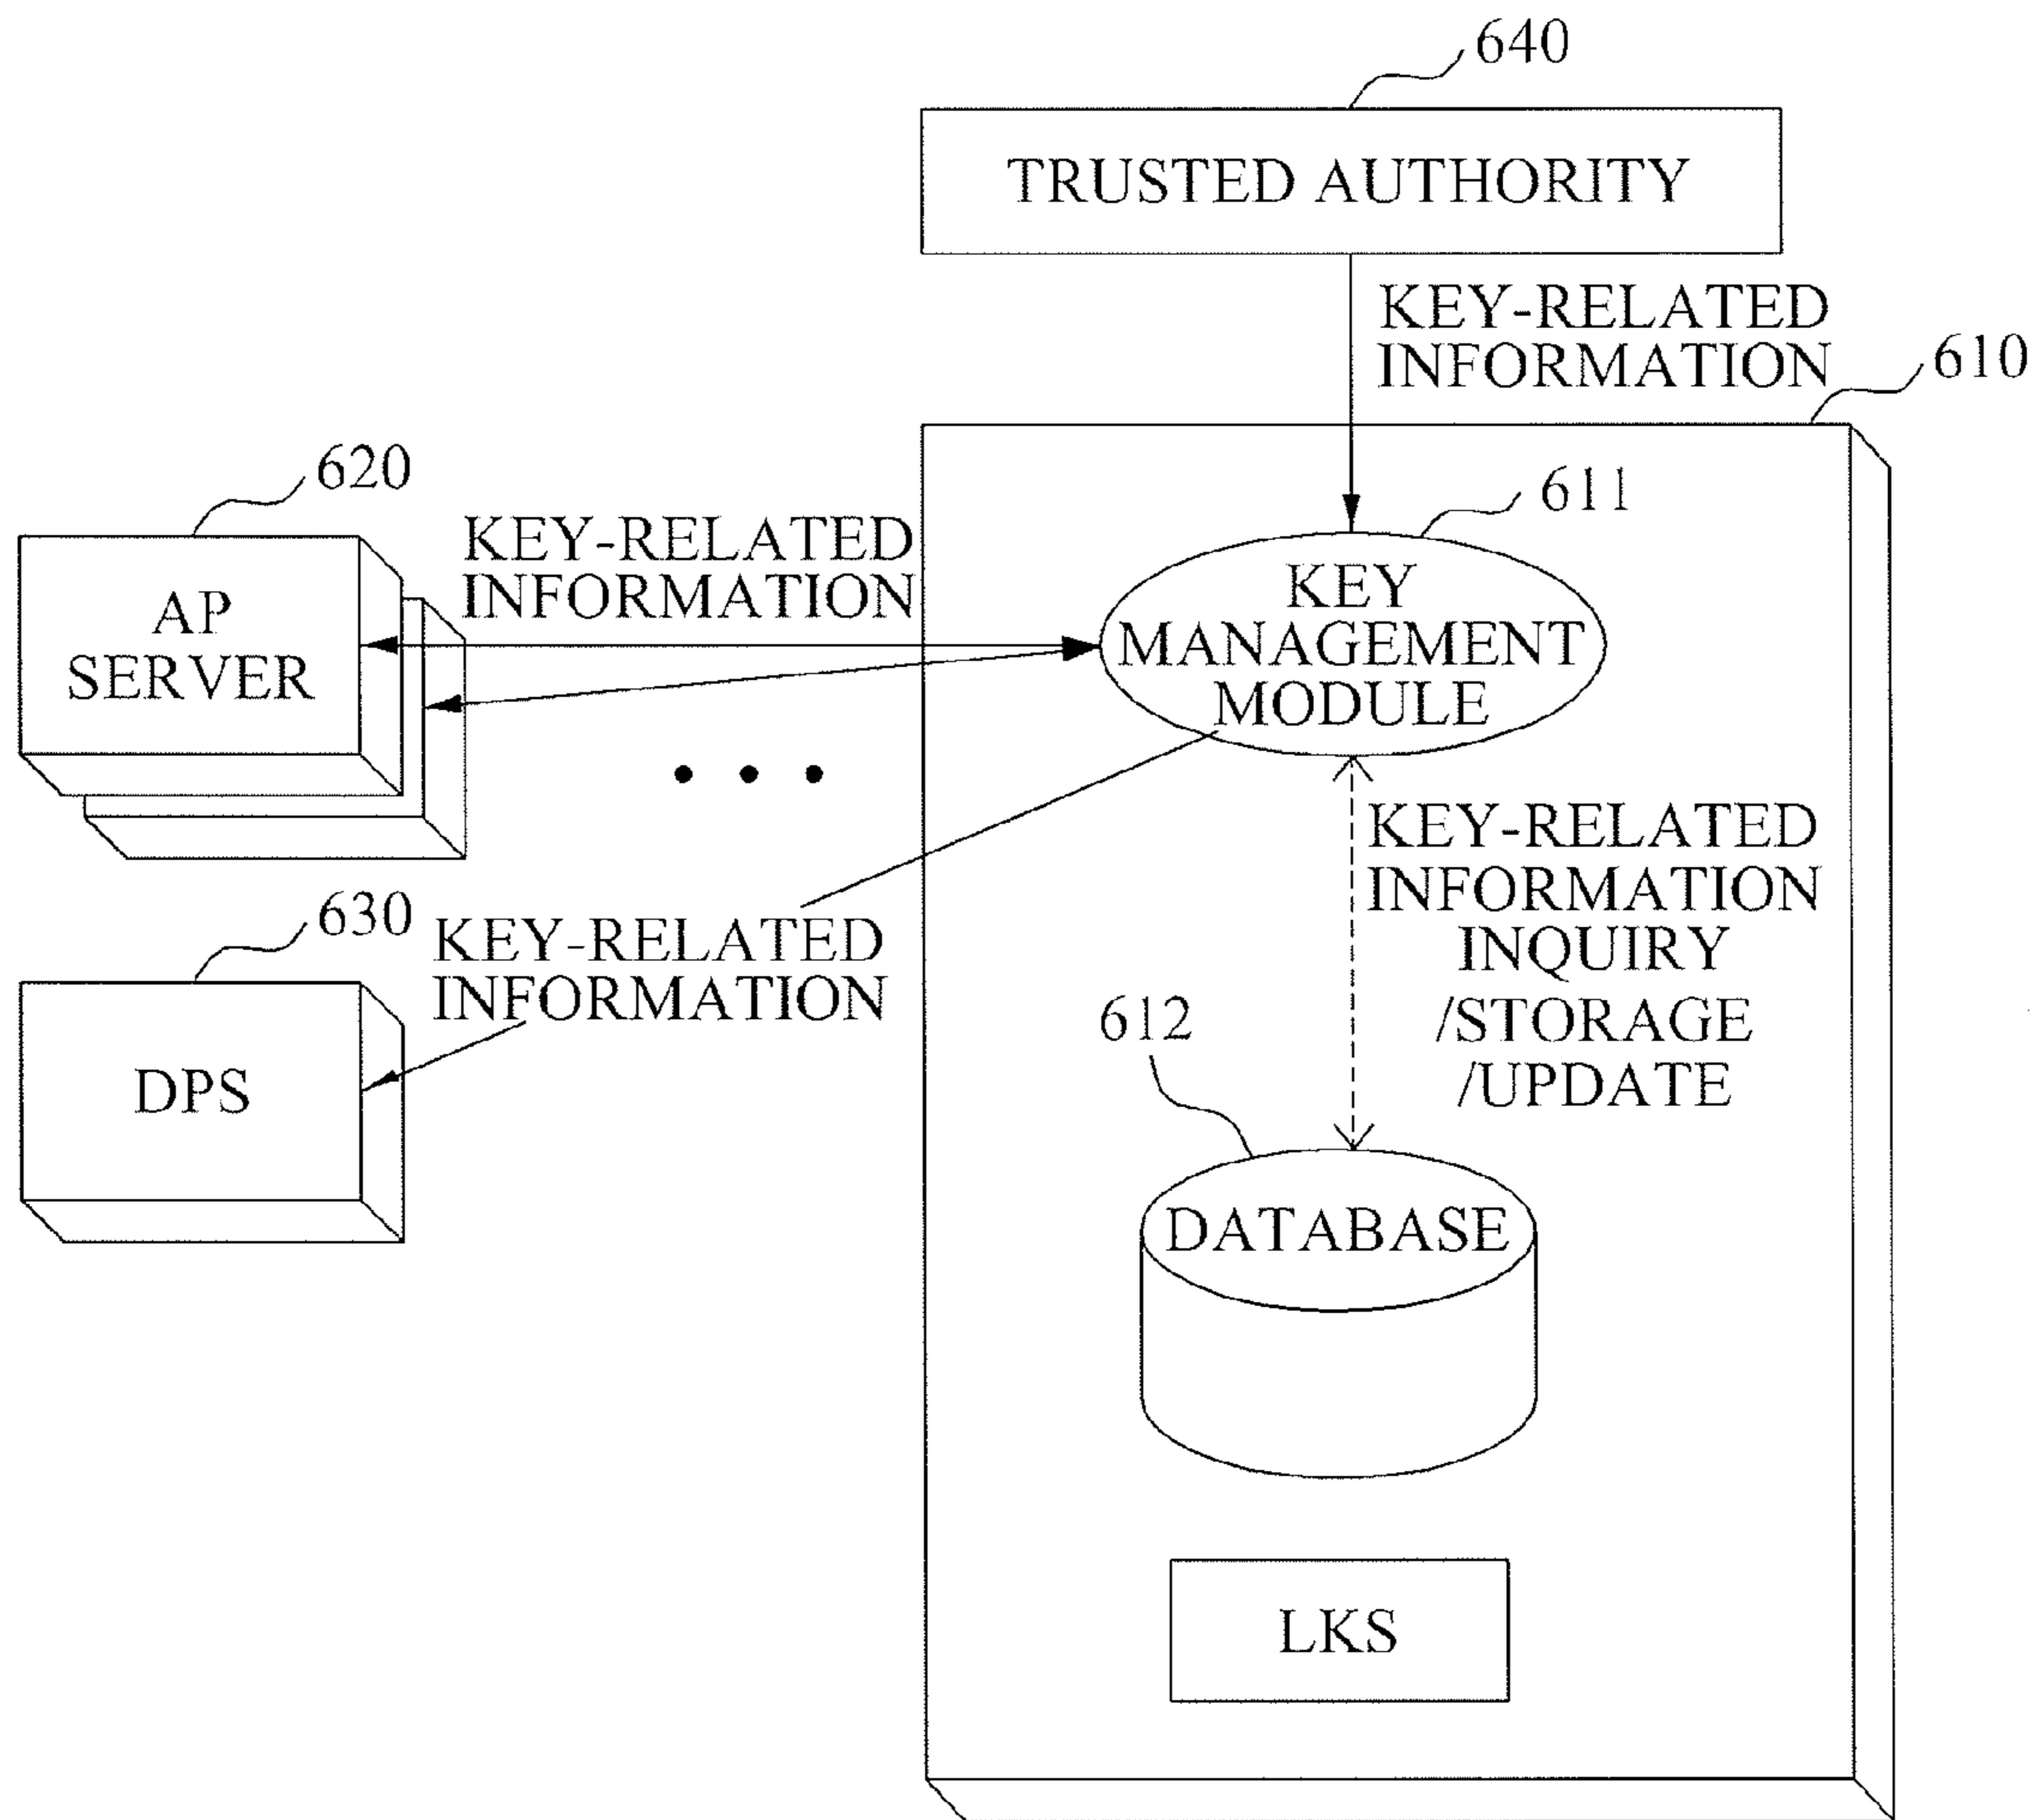 640
TRUSTED AUTHORITY
KEY-RELATED
INFORMATION
610
620
KEY-RELATED
INFORMATION
611
AP
SERVER
KEY
MANAGEMENT
MODULE
• • •
KEY-RELATED
INFORMATION
INQUIRY
/STORAGE
/UPDATE
630
KEY-RELATED
INFORMATION
DPS
612
DATABASE
LKS